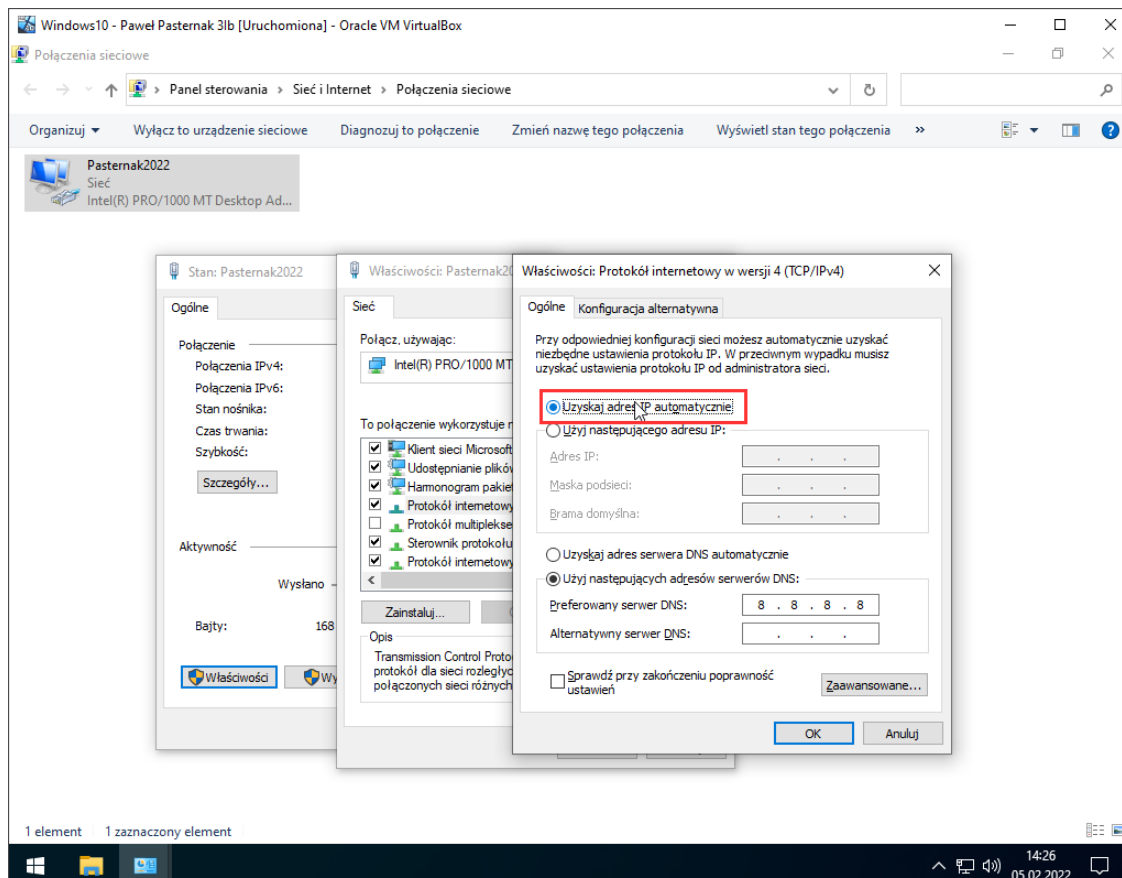 Windows10 - Paweł Pasternak 3lb [Uruchomiona] - Oracle VM VirtualBox
Połączenia sieciowe
Panel sterowania > Sieć i Internet > Połączenia sieciowe
Organizuj Wyłącz to urządzenie sieciowe Diagnozuj to połączenie Zmień nazwę tego połączenia Wyświetl stan tego połączenia »
Pasternak2022
Sieć
Intel(R) PRO/1000 MT Desktop Ad...
Stan: Pasternak2022
Ogólne
Połączenie
Połączenia IPv4:
Połączenia IPv6:
Stan nośnika:
Czas trwania:
Szybkość:
Szczegóły...
Aktywność
Wysłano
Bajty: 168
Właściwości
Właściwości:
Sieć
Połącz, używając:
Intel(R) PRO/1000 MT
To połączenie wykorzystuje
Klient sieci Microsoft
Udostępnianie
Harmonogram
Protokół
Protokół
Sterownik
Protokół
Zainstaluj...
Opis
Transmission Control
protokół dla sieci
połączonych sieci różnych
Właściwości: Protokół internetowy w wersji 4 (TCP/IPv4)
Ogólne Konfiguracja alternatywna
Przy odpowiedniej konfiguracji sieci możesz automatycznie uzyskać
niezbędne ustawienia protokołu IP. W przeciwnym wypadku musisz
uzyskać ustawienia protokołu IP od administratora sieci.
Uzyskaj adres IP automatycznie
Użyj następującego adresu IP:
Adres IP:
Maska podsieci:
Brama domyślna:
Uzyskaj adres serwera DNS automatycznie
Użyj następujących adresów serwerów DNS:
Preferowany serwer DNS: 8 . 8 . 8 . 8
Alternatywny serwer DNS:
Sprawdź przy zakończeniu poprawność
ustawień
Zaawansowane...
OK Anuluj
1 element 1 zaznaczony element
14:26
05.02.2022